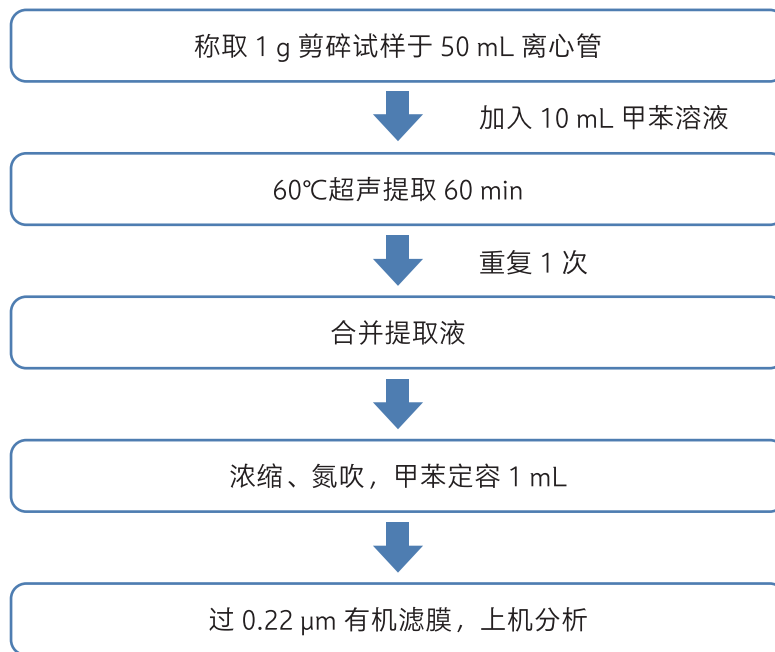 称取 1 g 剪碎试样于 50 mL 离心管
加入 10 mL 甲苯溶液
60℃超声提取 60 min
重复 1 次
合并提取液
浓缩、氮吹，甲苯定容 1 mL
过 0.22 μm 有机滤膜，上机分析